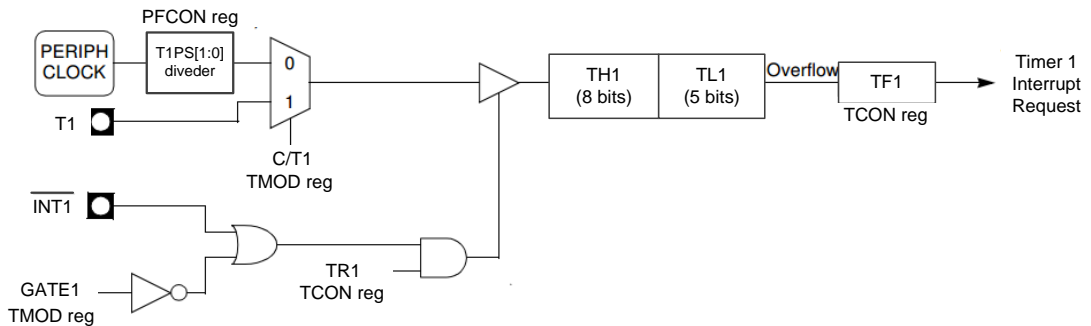 PFCON reg
PERIPH
CLOCK
T1PS[1:0]
diveder
0
1
T1
C/T1
TMOD reg
TH1
(8 bits)
TL1
(5 bits)
Overflow
TF1
TCON reg
Timer 1
Interrupt
Request
INT1
GATE1
TMOD reg
TR1
TCON reg